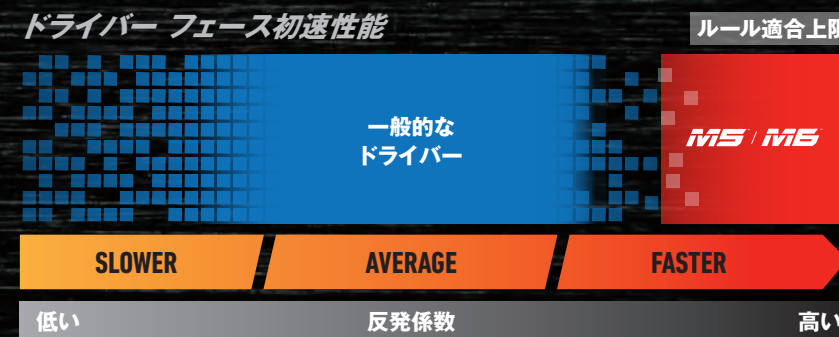 ドライバー フェース初速性能
ルール適合上限
一般的な
ドライバー
M5 / M6
SLOWER
AVERAGE
FASTER
低い
反発係数
高い